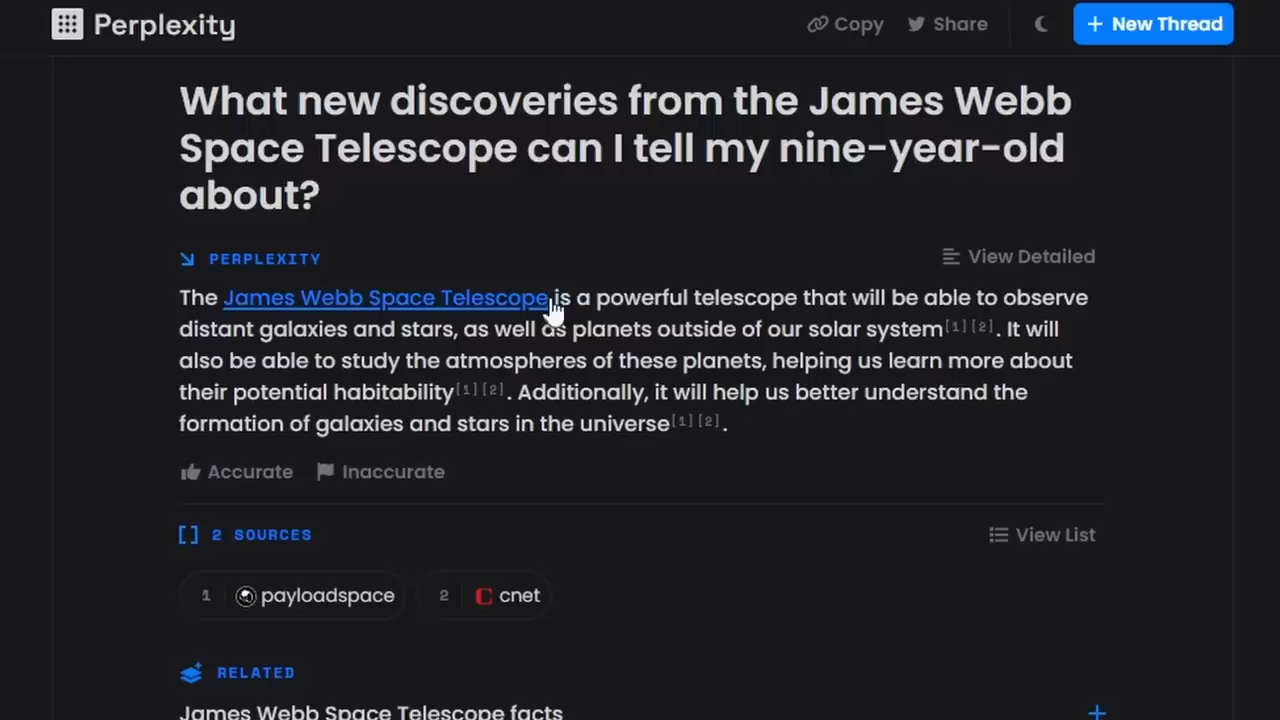 Perplexity
Copy
Share
+ New Thread
What new discoveries from the James Webb
Space Telescope can I tell my nine-year-old
about?
PERPLEXITY
View Detailed
The James Webb Space Telescope is a powerful telescope that will be able to observe
distant galaxies and stars, as well as planets outside of our solar system[1][2]. It will
also be able to study the atmospheres of these planets, helping us learn more about
their potential habitability[1][2]. Additionally, it will help us better understand the
formation of galaxies and stars in the universe[1][2].
Accurate
Inaccurate
2 SOURCES
View List
1 payloadspace
2 cnet
RELATED
James Webb Space Telescope facts